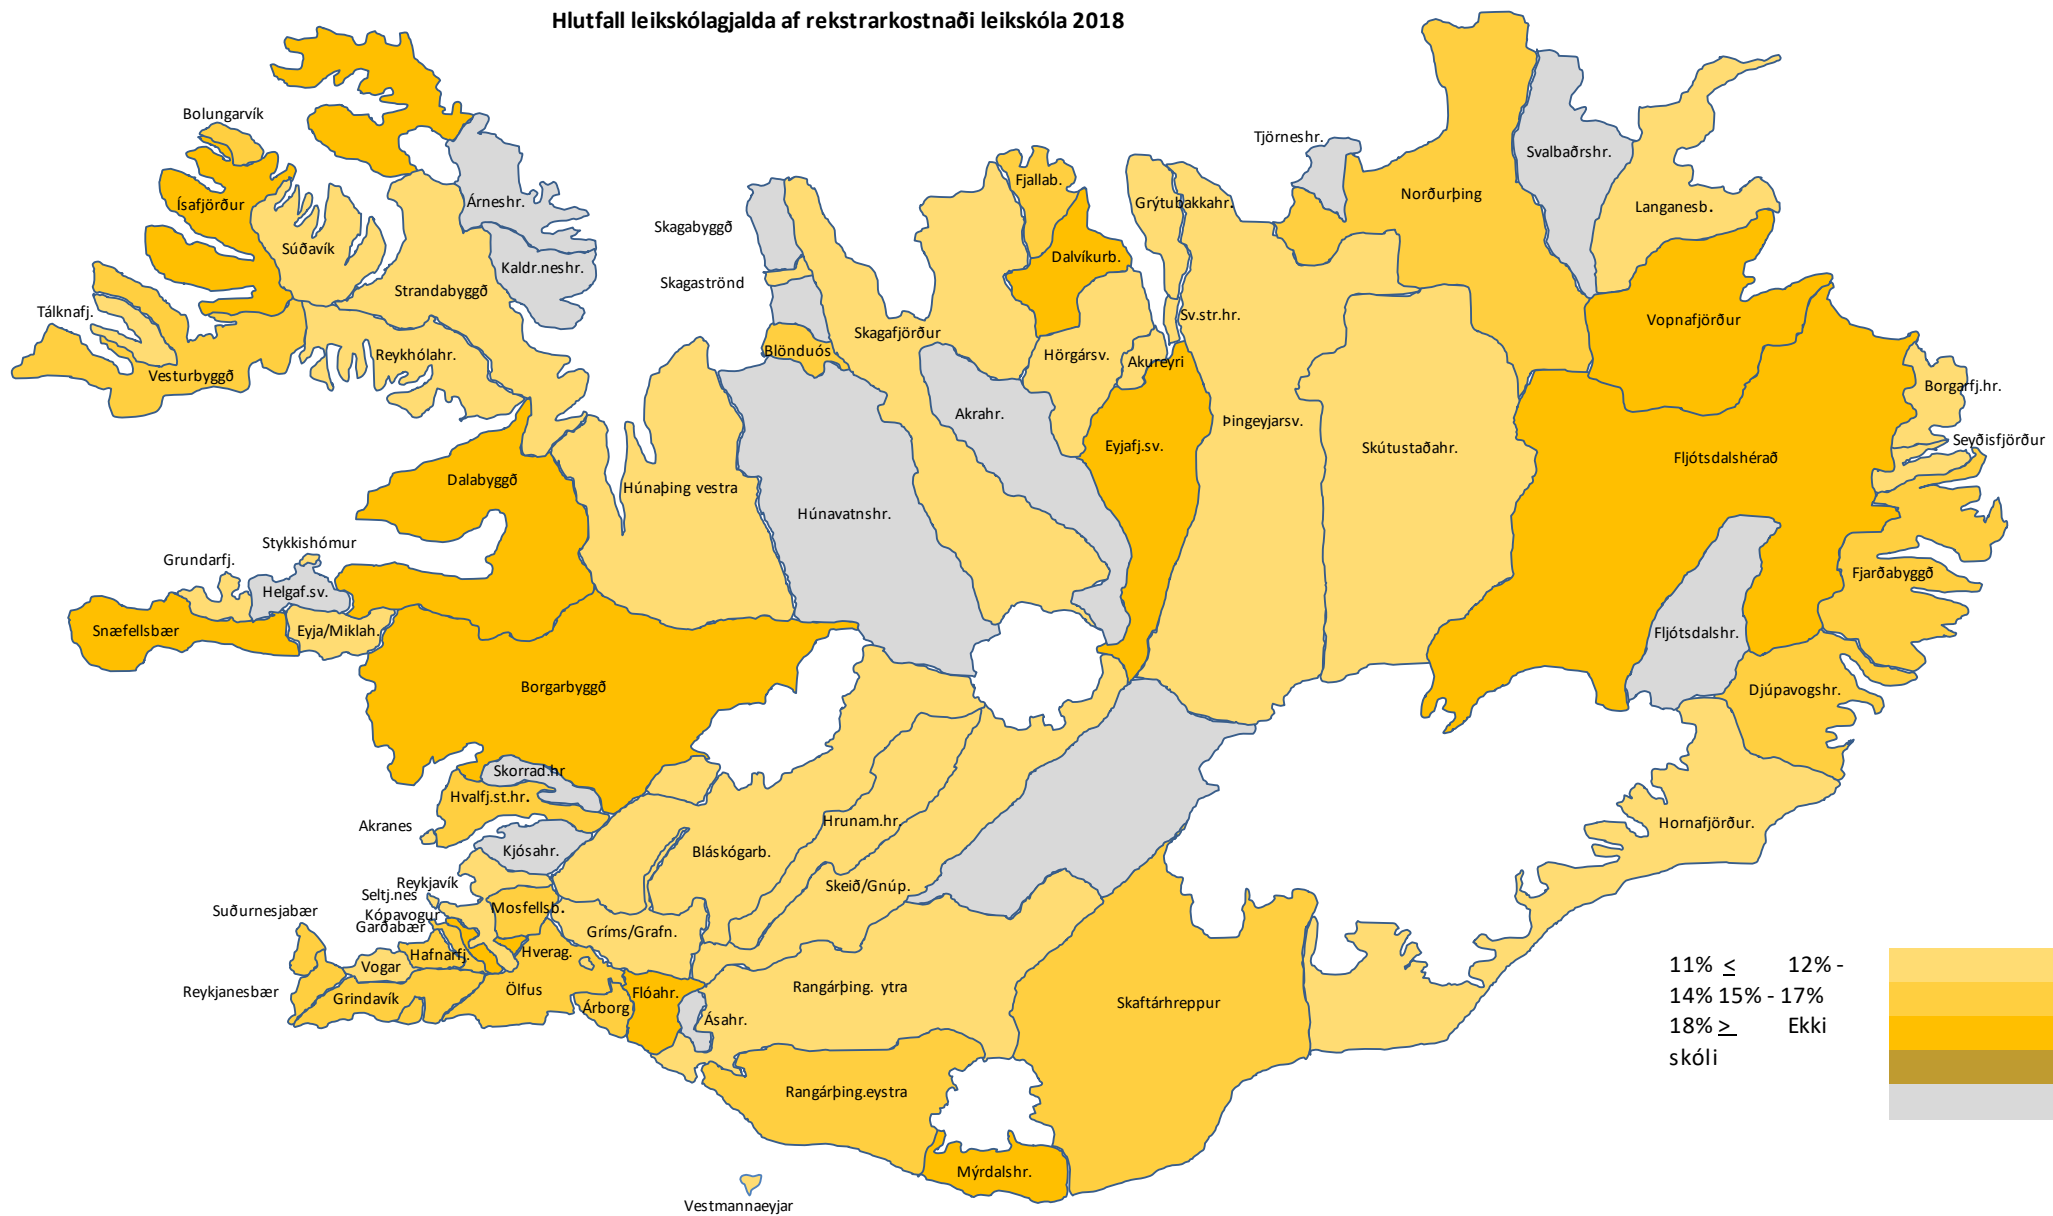 Hlutfall leikskólagjalda af rekstrarkostnaði leikskóla 2018
Bolungarvík
Tjörneshr.
Svalbaðrshr.
Fjallab.
Norðurþing
Ísafjörður
Árneshr.
Grýtubakkahr.
Langanesb.
Skagabyggð
Súðavík
Dalvíkurb.
Kaldr.neshr.
Skagaströnd
Strandabyggð
Tálknafj.
Sv.str.hr.
Vopnafjörður
Skagafjörður
Blönduós
Reykhólahr.
Hörgársv.
Akureyri
Vesturbyggð
Borgarfj.hr.
Akrahr.
Þingeyjarsv.
Seyðisfjörður
Eyjafj.sv.
Skútustaðahr.
Fljótsdalshérað
Dalabyggð
Húnaþing vestra
Húnavatnshr.
Stykkishómur
Grundarfj.
Fjarðabyggð
Helgaf.sv.
Snæfellsbær
Eyja/Miklah.
Fljótsdalshr.
Borgarbyggð
Djúpavogshr.
Skorrad.hr
Hvalfj.st.hr.
Akranes
Hrunam.hr.
Hornafjörður.
Kjósahr.
Bláskógarb.
Reykjavík
Skeið/Gnúp.
Seltj.nes
Mosfellsb.
Suðurnesjabær
Kópavogur
Garðabær
Gríms/Grafn.
Hafnarfj.
Hverag.
Vogar
Reykjanesbær
Grindavík
Ölfus
Flóahr.
Rangárþing. ytra
Árborg
Skaftárhreppur
Ásahr.
11% < 12% -
14% 15% - 17%
18% > Ekki
skóli
Rangárþing.eystra
Mýrdalshr.
Vestmannaeyjar